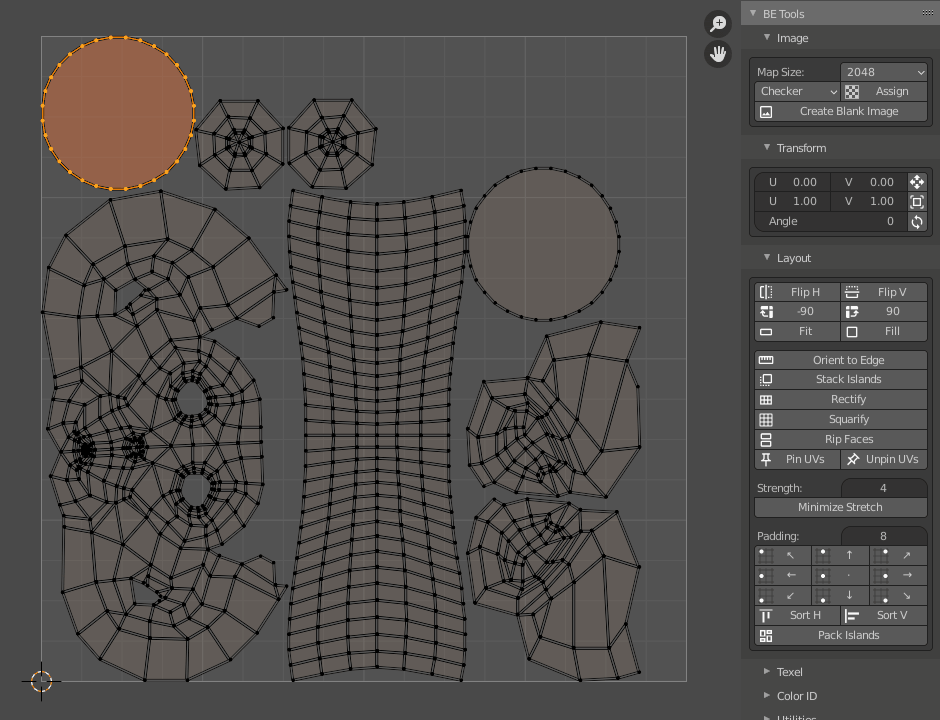 BE Tools
Image
Map Size: 2048
Checker Assign
Create Blank Image
Transform
U 0.00 V 0.00
U 1.00 V 1.00
Angle 0
Layout
Flip H Flip V
-90 90
Fit Fill
Orient to Edge
Stack Islands
Rectify
Squarify
Rip Faces
Pin UVs Unpin UVs
Strength: 4
Minimize Stretch
Padding: 8
↖ ↑ ↗
← · →
↙ ↓ ↘
Sort H Sort V
Pack Islands
Texel
Color ID
Utilities